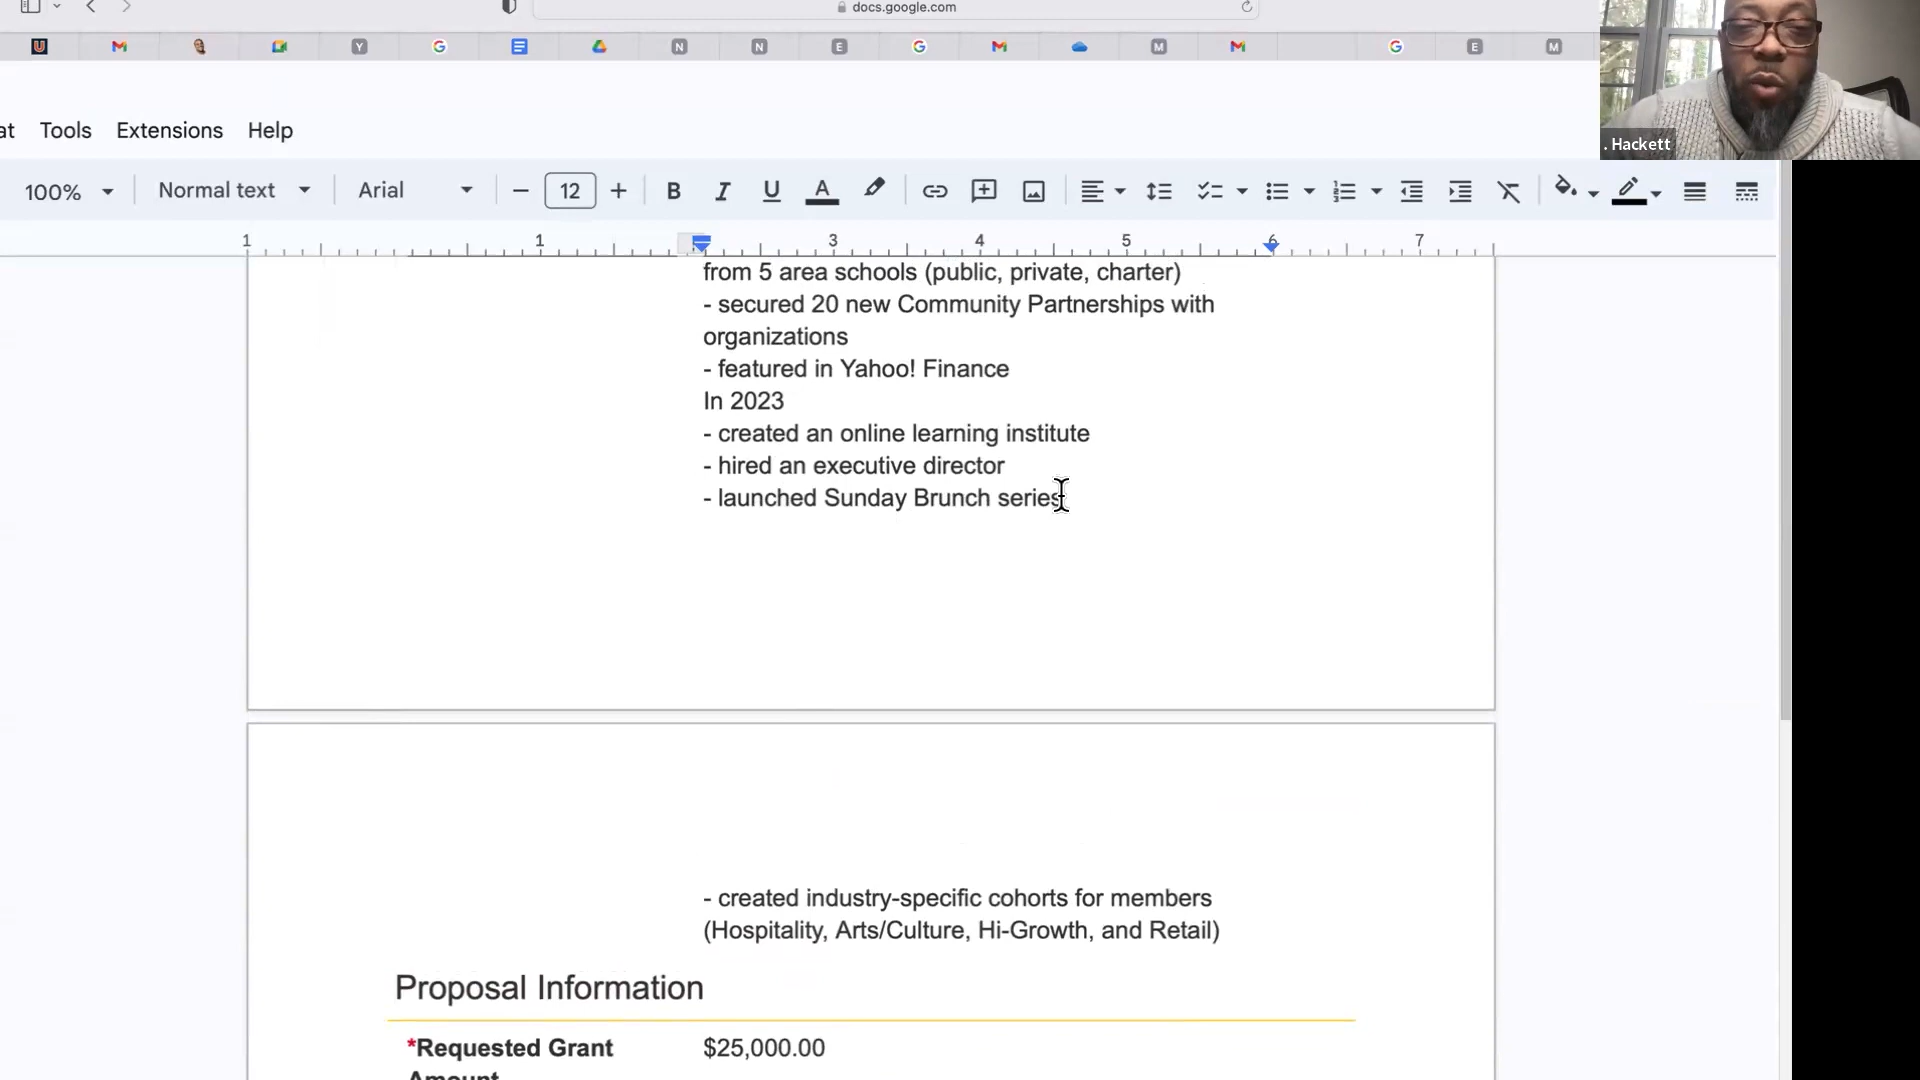 docs.google.com
U
Y
G
N
N
E
G
M
G
E
M
at Tools Extensions Help
. Hackett
100% Normal text Arial − 12 + B I U A
1 1 3 4 5 6 7
from 5 area schools (public, private, charter)
- secured 20 new Community Partnerships with
organizations
- featured in Yahoo! Finance
In 2023
- created an online learning institute
- hired an executive director
- launched Sunday Brunch series
- created industry-specific cohorts for members
(Hospitality, Arts/Culture, Hi-Growth, and Retail)
Proposal Information
*Requested Grant $25,000.00
Amount